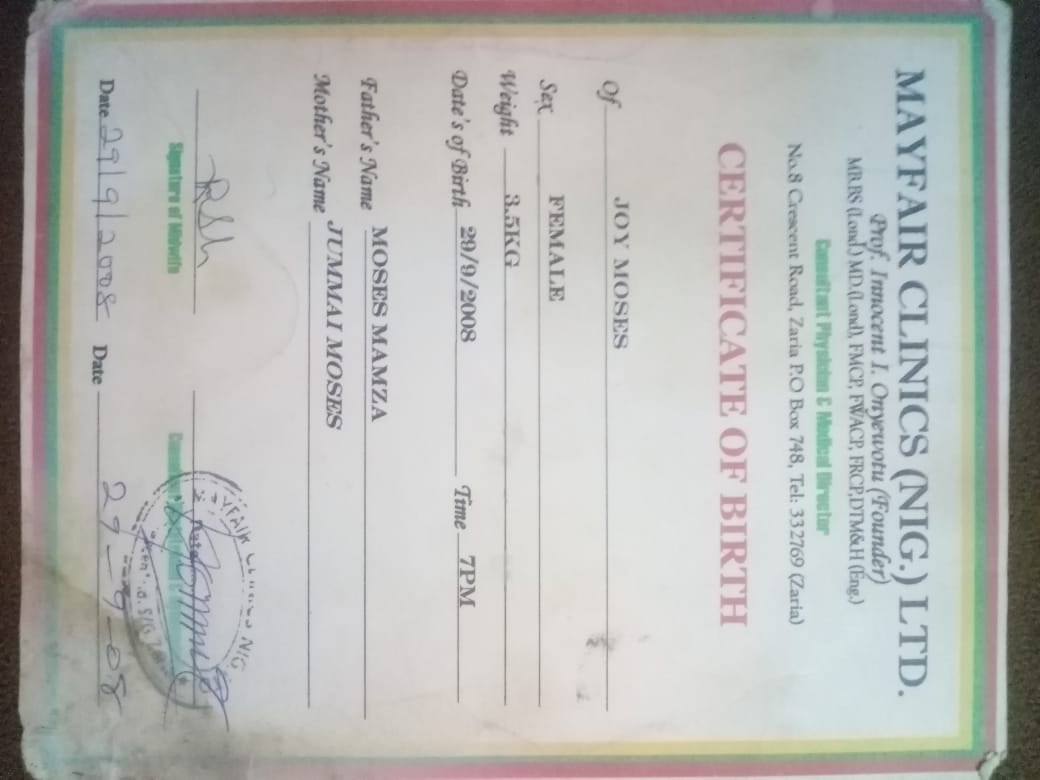 MAYFAIR CLINICS (NIG.) LTD.
Prof. Innocent I. Onyewotu (Founder)
MB.BS (Lond.) MD.(Lond), FMCP, FWACP, FRCP,DTM&H (Eng.)
Consultant Physician & Medical Director
No.8 Crescent Road, Zaria P.O Box 748, Tel: 332769 (Zaria)
CERTIFICATE OF BIRTH
Of JOY MOSES
Sex FEMALE
Weight 3.5KG
Date's of Birth 29/9/2008 Time 7PM
Father's Name MOSES MAMZA
Mother's Name JUMMAI MOSES
Signature of Midwife
Date 29/9/2008 Date 29-9-08